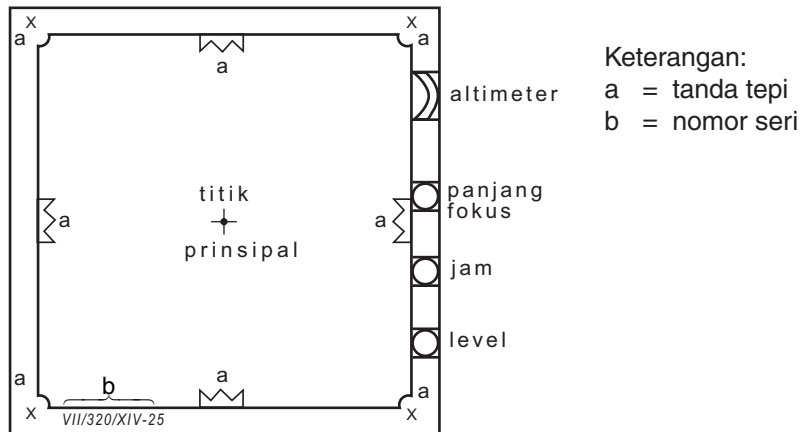 x
x
a
a
a
Keterangan:
a = tanda tepi
b = nomor seri
altimeter
titik
prinsipal
a
a
panjang
fokus
jam
level
a
a
a
b
x
x
VII/320/XIV-25